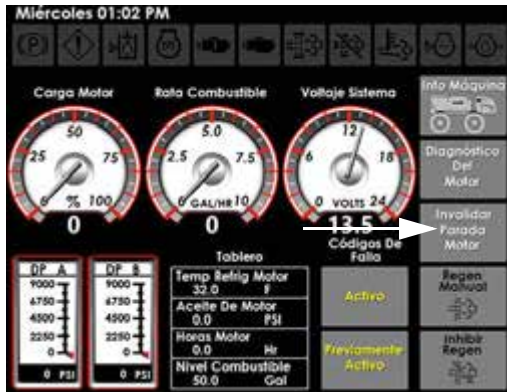 Miércoles 01:02 PM
(P)
Carga Motor
Rata Combustible
Voltaje Sistema
Info Máquina
50
25
75
0
% 100
0
5.0
2.5
7.5
0
GAL/HR 10
0
12
6
18
0 VOLTS 24
13.5
Diagnóstico
Del
Motor
Invalidar
Parada
Motor
Códigos De
Falla
Activo
Previamente
Activo
Regen
Manual
Inhibir
Regen
DP A
9000
6750
4500
2250
0
0 PSI
DP B
9000
6750
4500
2250
0
0 PSI
Tablero
Temp Refrig Motor
32.0 F
Aceite De Motor
0.0 PSI
Horas Motor
0.0 Hr
Nivel Combustible
50.0 Gal